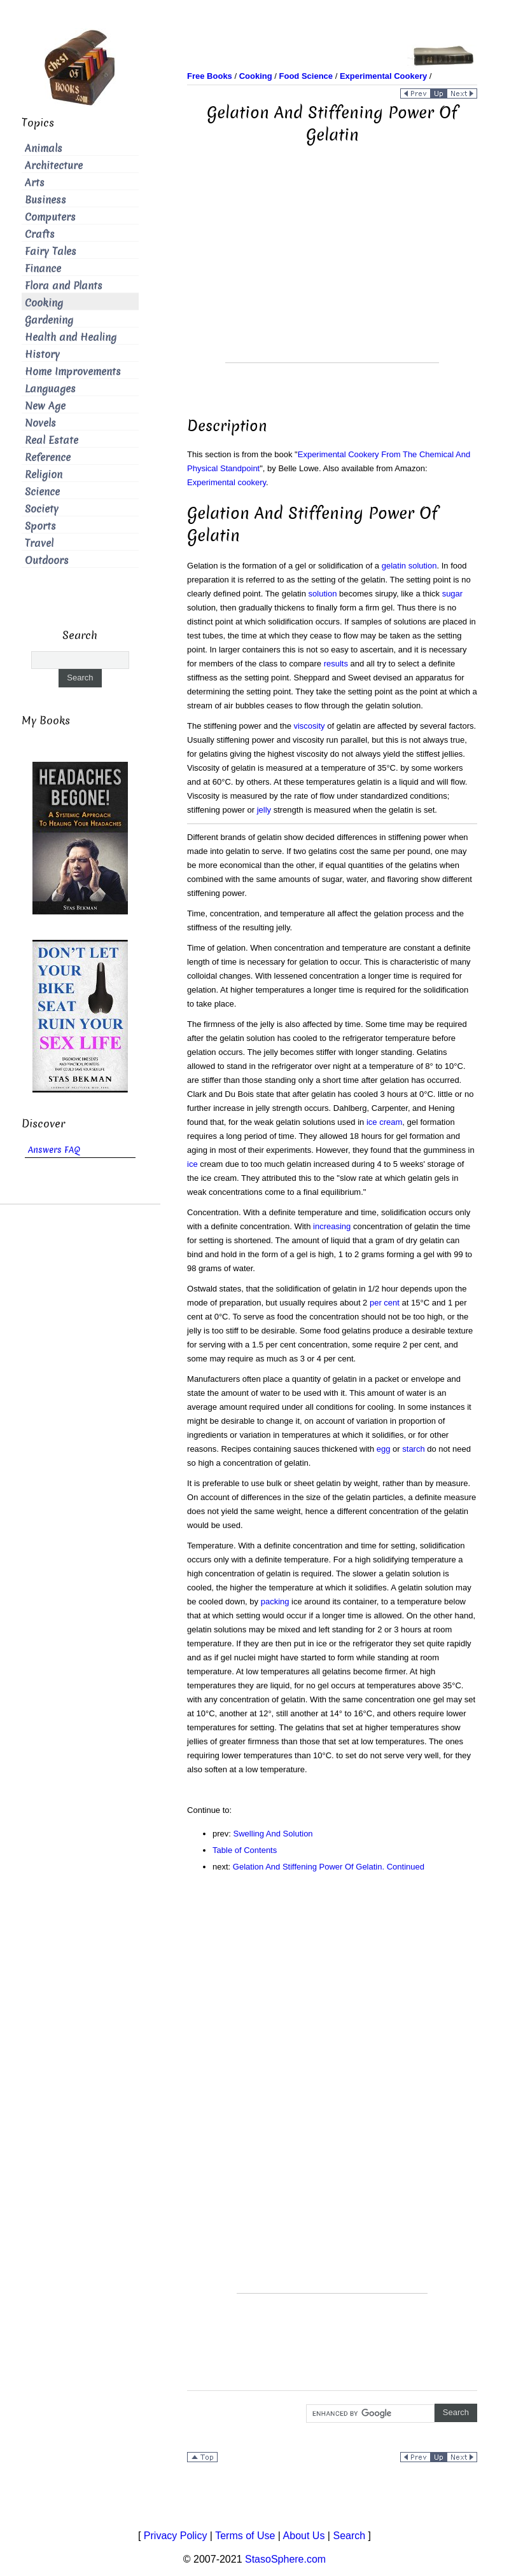 CHEST
OF
BOOKS
.COM
Topics
Animals
Architecture
Arts
Business
Computers
Crafts
Fairy Tales
Finance
Flora and Plants
Cooking
Gardening
Health and Healing
History
Home Improvements
Languages
New Age
Novels
Real Estate
Reference
Religion
Science
Society
Sports
Travel
Outdoors
Search
Search
My Books
HEADACHES
BEGONE!
A SYSTEMIC APPROACH
TO HEALING YOUR HEADACHES
STAS BEKMAN
DON'T LET
YOUR
BIKE
SEAT
RUIN YOUR
SEX LIFE
STAS BEKMAN
Discover
Answers FAQ
Free Books / Cooking / Food Science / Experimental Cookery /
Prev Up Next
Gelation And Stiffening Power Of
Gelatin
Description
This section is from the book "Experimental Cookery From The Chemical And
Physical Standpoint", by Belle Lowe. Also available from Amazon:
Experimental cookery.
Gelation And Stiffening Power Of
Gelatin
Gelation is the formation of a gel or solidification of a gelatin solution. In food
preparation it is referred to as the setting of the gelatin. The setting point is no
clearly defined point. The gelatin solution becomes sirupy, like a thick sugar
solution, then gradually thickens to finally form a firm gel. Thus there is no
distinct point at which solidification occurs. If samples of solutions are placed in
test tubes, the time at which they cease to flow may be taken as the setting
point. In larger containers this is not so easy to ascertain, and it is necessary
for members of the class to compare results and all try to select a definite
stiffness as the setting point. Sheppard and Sweet devised an apparatus for
determining the setting point. They take the setting point as the point at which a
stream of air bubbles ceases to flow through the gelatin solution.
The stiffening power and the viscosity of gelatin are affected by several factors.
Usually stiffening power and viscosity run parallel, but this is not always true,
for gelatins giving the highest viscosity do not always yield the stiffest jellies.
Viscosity of gelatin is measured at a temperature of 35°C. by some workers
and at 60°C. by others. At these temperatures gelatin is a liquid and will flow.
Viscosity is measured by the rate of flow under standardized conditions;
stiffening power or jelly strength is measured when the gelatin is set.
Different brands of gelatin show decided differences in stiffening power when
made into gelatin to serve. If two gelatins cost the same per pound, one may
be more economical than the other, if equal quantities of the gelatins when
combined with the same amounts of sugar, water, and flavoring show different
stiffening power.
Time, concentration, and temperature all affect the gelation process and the
stiffness of the resulting jelly.
Time of gelation. When concentration and temperature are constant a definite
length of time is necessary for gelation to occur. This is characteristic of many
colloidal changes. With lessened concentration a longer time is required for
gelation. At higher temperatures a longer time is required for the solidification
to take place.
The firmness of the jelly is also affected by time. Some time may be required
after the gelatin solution has cooled to the refrigerator temperature before
gelation occurs. The jelly becomes stiffer with longer standing. Gelatins
allowed to stand in the refrigerator over night at a temperature of 8° to 10°C.
are stiffer than those standing only a short time after gelation has occurred.
Clark and Du Bois state that after gelatin has cooled 3 hours at 0°C. little or no
further increase in jelly strength occurs. Dahlberg, Carpenter, and Hening
found that, for the weak gelatin solutions used in ice cream, gel formation
requires a long period of time. They allowed 18 hours for gel formation and
aging in most of their experiments. However, they found that the gumminess in
ice cream due to too much gelatin increased during 4 to 5 weeks' storage of
the ice cream. They attributed this to the "slow rate at which gelatin gels in
weak concentrations come to a final equilibrium."
Concentration. With a definite temperature and time, solidification occurs only
with a definite concentration. With increasing concentration of gelatin the time
for setting is shortened. The amount of liquid that a gram of dry gelatin can
bind and hold in the form of a gel is high, 1 to 2 grams forming a gel with 99 to
98 grams of water.
Ostwald states, that the solidification of gelatin in 1/2 hour depends upon the
mode of preparation, but usually requires about 2 per cent at 15°C and 1 per
cent at 0°C. To serve as food the concentration should not be too high, or the
jelly is too stiff to be desirable. Some food gelatins produce a desirable texture
for serving with a 1.5 per cent concentration, some require 2 per cent, and
some may require as much as 3 or 4 per cent.
Manufacturers often place a quantity of gelatin in a packet or envelope and
state the amount of water to be used with it. This amount of water is an
average amount required under all conditions for cooling. In some instances it
might be desirable to change it, on account of variation in proportion of
ingredients or variation in temperatures at which it solidifies, or for other
reasons. Recipes containing sauces thickened with egg or starch do not need
so high a concentration of gelatin.
It is preferable to use bulk or sheet gelatin by weight, rather than by measure.
On account of differences in the size of the gelatin particles, a definite measure
does not yield the same weight, hence a different concentration of the gelatin
would be used.
Temperature. With a definite concentration and time for setting, solidification
occurs only with a definite temperature. For a high solidifying temperature a
high concentration of gelatin is required. The slower a gelatin solution is
cooled, the higher the temperature at which it solidifies. A gelatin solution may
be cooled down, by packing ice around its container, to a temperature below
that at which setting would occur if a longer time is allowed. On the other hand,
gelatin solutions may be mixed and left standing for 2 or 3 hours at room
temperature. If they are then put in ice or the refrigerator they set quite rapidly
and as if gel nuclei might have started to form while standing at room
temperature. At low temperatures all gelatins become firmer. At high
temperatures they are liquid, for no gel occurs at temperatures above 35°C.
with any concentration of gelatin. With the same concentration one gel may set
at 10°C, another at 12°, still another at 14° to 16°C, and others require lower
temperatures for setting. The gelatins that set at higher temperatures show
jellies of greater firmness than those that set at low temperatures. The ones
requiring lower temperatures than 10°C. to set do not serve very well, for they
also soften at a low temperature.
Continue to:
prev: Swelling And Solution
Table of Contents
next: Gelation And Stiffening Power Of Gelatin. Continued
ENHANCED BY Google Search
Top Prev Up Next
[ Privacy Policy | Terms of Use | About Us | Search ]
© 2007-2021 StasoSphere.com